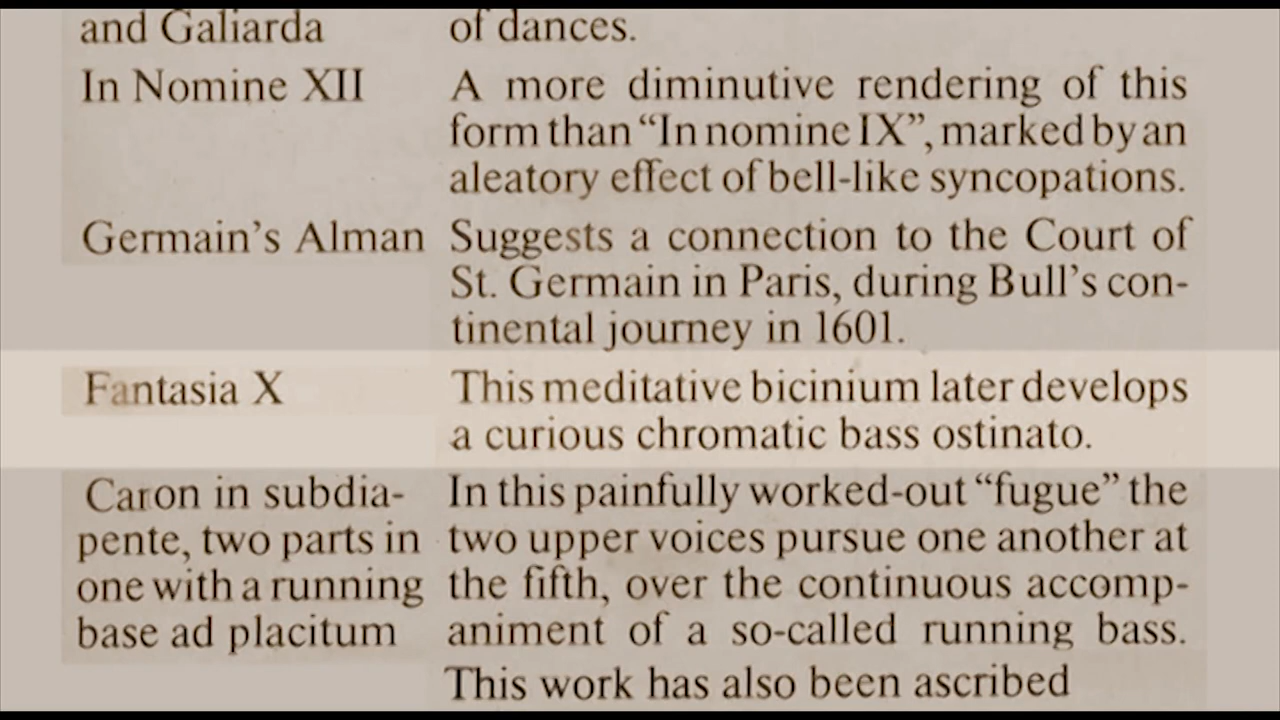 and Galiarda of dances.
In Nomine XII A more diminutive rendering of this
form than “In nomine IX”, marked by an
aleatory effect of bell-like syncopations.
Germain’s Alman Suggests a connection to the Court of
St. Germain in Paris, during Bull’s con-
tinental journey in 1601.
Fantasia X This meditative bicinium later develops
a curious chromatic bass ostinato.
Caron in subdia- In this painfully worked-out “fugue” the
pente, two parts in two upper voices pursue one another at
one with a running the fifth, over the continuous accomp-
base ad placitum animent of a so-called running bass.
This work has also been ascribed